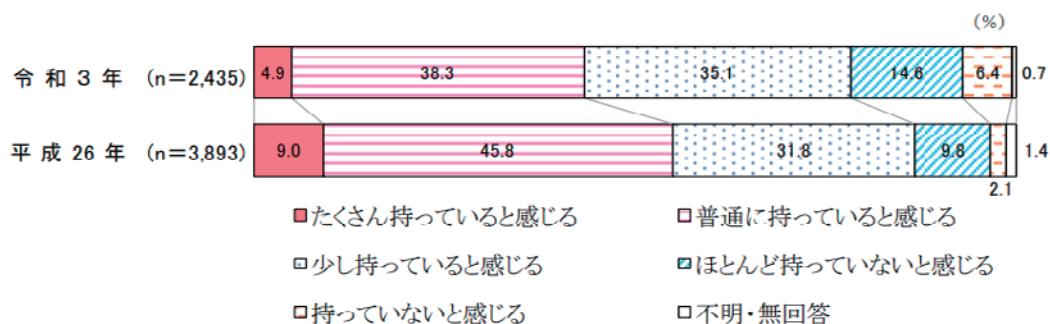 (%)
令和3年 (n=2,435) 4.9 38.3 35.1 14.6 6.4 0.7
平成26年 (n=3,893) 9.0 45.8 31.8 9.8 2.1 1.4
たくさん持っていると感じる 普通に持っていると感じる
少し持っていると感じる ほとんど持っていないと感じる
持っていないと感じる 不明・無回答